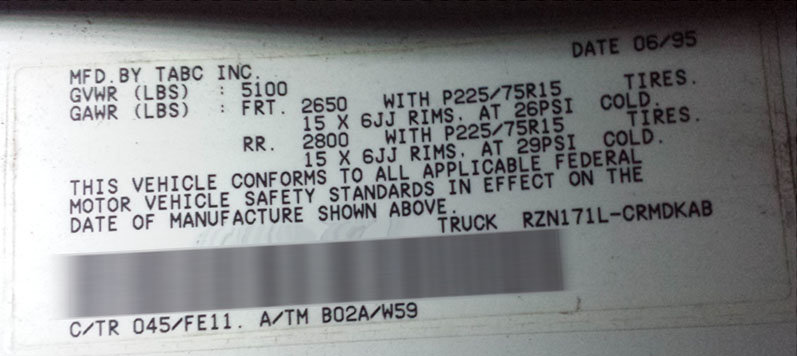 DATE 06/95
MFD.BY TABC INC.
GVWR (LBS) : 5100
GAWR (LBS) : FRT. 2650 WITH P225/75R15 TIRES.
15 X 6JJ RIMS. AT 26PSI COLD.
RR. 2800 WITH P225/75R15 TIRES.
15 X 6JJ RIMS. AT 29PSI COLD.
THIS VEHICLE CONFORMS TO ALL APPLICABLE FEDERAL
MOTOR VEHICLE SAFETY STANDARDS IN EFFECT ON THE
DATE OF MANUFACTURE SHOWN ABOVE.
TRUCK RZN171L-CRMDKAB
C/TR 045/FE11. A/TM B02A/W59